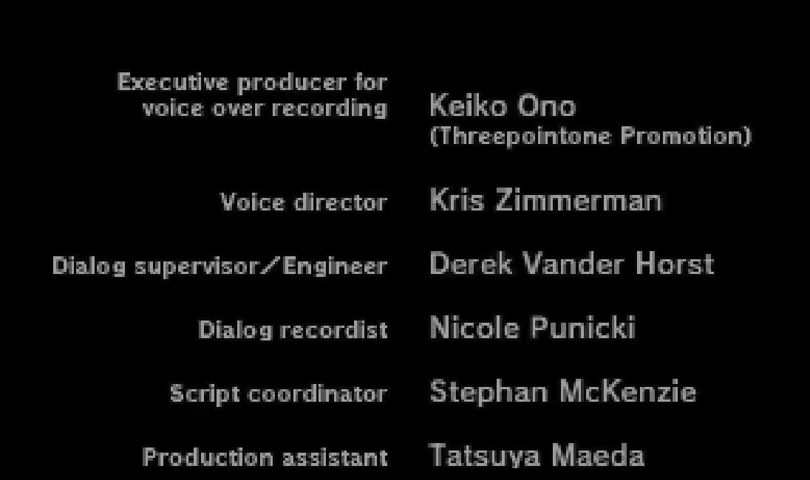 Executive producer for
voice over recording Keiko Ono
(Threepointone Promotion)
Voice director Kris Zimmerman
Dialog supervisor/Engineer Derek Vander Horst
Dialog recordist Nicole Punicki
Script coordinator Stephan McKenzie
Production assistant Tatsuya Maeda